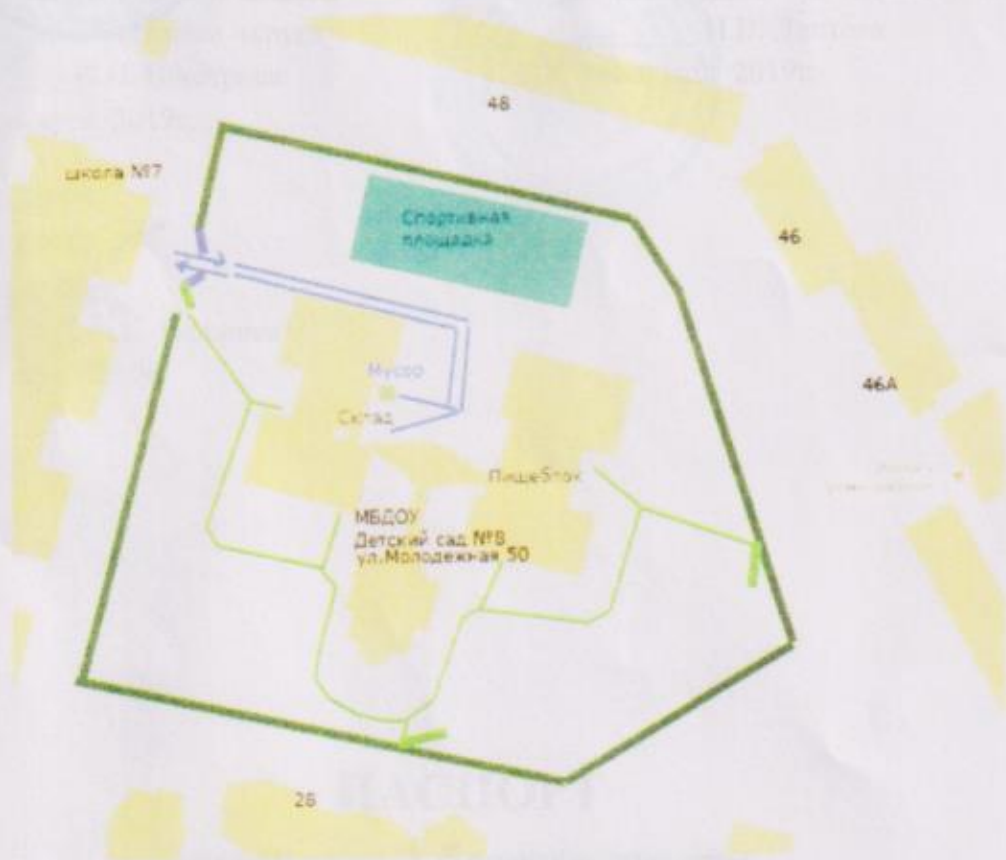 48
школа №7
Спортивная
площадка
46
46А
Мусор
Склад
Пищеблок
МБДОУ
Детский сад №8
ул.Молодежная 50
28
ПАСПОРТ